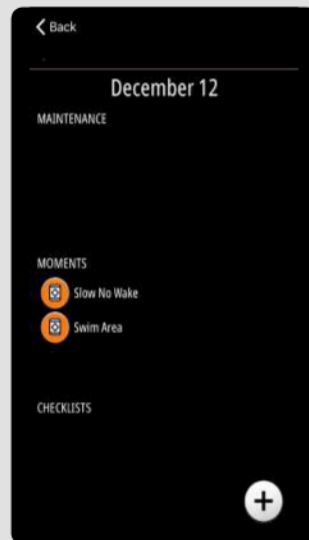 Back
December 12
MAINTENANCE
MOMENTS
Slow No Wake
Swim Area
CHECKLISTS